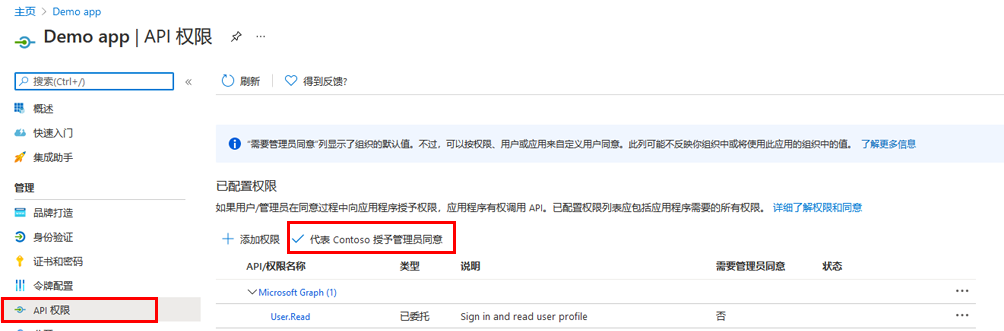 主页 > Demo app
Demo app | API 权限
搜索(Ctrl+/)
«
刷新
得到反馈?
概述
快速入门
集成助手
管理
品牌打造
身份验证
证书和密码
令牌配置
API 权限
"需要管理员同意"列显示了组织的默认值。不过，可以按权限、用户或应用来自定义用户同意。此列可能不反映你组织中或将使用此应用的组织中的值。 了解更多信息
已配置权限
如果用户/管理员在同意过程中向应用程序授予权限，应用程序有权调用 API。已配置权限列表应包括应用程序需要的所有权限。 详细了解权限和同意
添加权限
代表 Contoso 授予管理员同意
API/权限名称 类型 说明 需要管理员同意 状态
Microsoft Graph (1)
User.Read 已委托 Sign in and read user profile 否